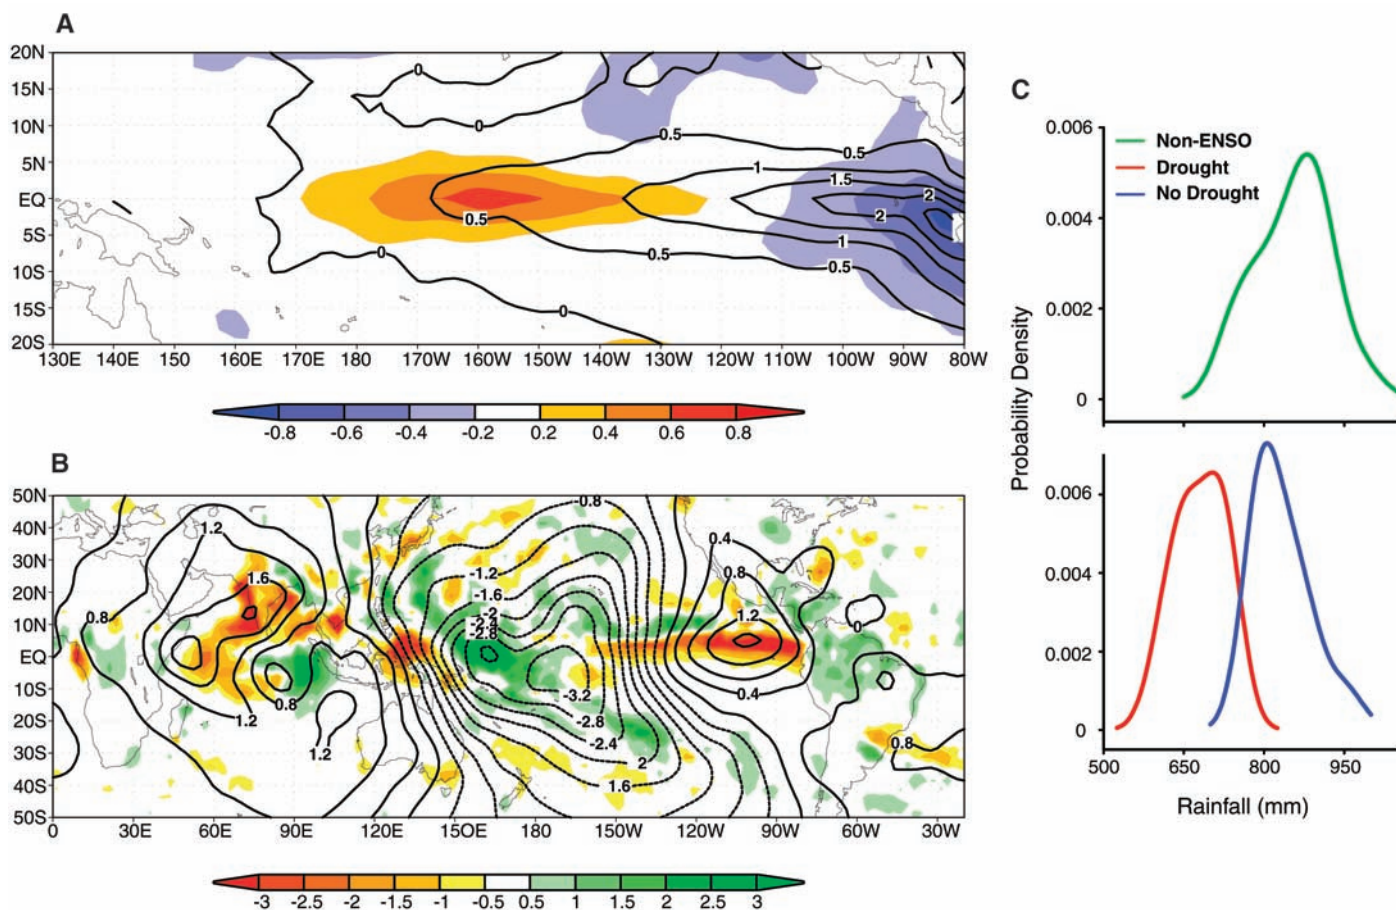 A
20N
15N
10N
5N
EQ
5S
10S
15S
20S
0
0
0.5
0.5
1
1.5
2
2
0.5
1
0.5
0.5
0
0
130E 140E 150 160E 170E 180 170W 160W 150W 140W 130W 120W 110W 100W 90W 80W
-0.8 -0.6 -0.4 -0.2 0.2 0.4 0.6 0.8
B
50N
40N
30N
20N
10N
EQ
10S
20S
30S
40S
50S
0.8
1.2
0.4
-1.2
1.6
0.8
-1.6
-2
1.2
0.8
-2.4
0
-2.8
0.8
-3.2
0.4
1.2
-2.8
-2.4
1.2
0.8
2
1.6
0 30E 60E 90E 120E 150E 180 150W 120W 90W 60W 30W
-3 -2.5 -2 -1.5 -1 -0.5 0.5 1 1.5 2 2.5 3
C
Non-ENSO
Drought
No Drought
0.006
0.004
0.002
0
Probability Density
0.006
0.004
0.002
0
500 650 800 950
Rainfall (mm)